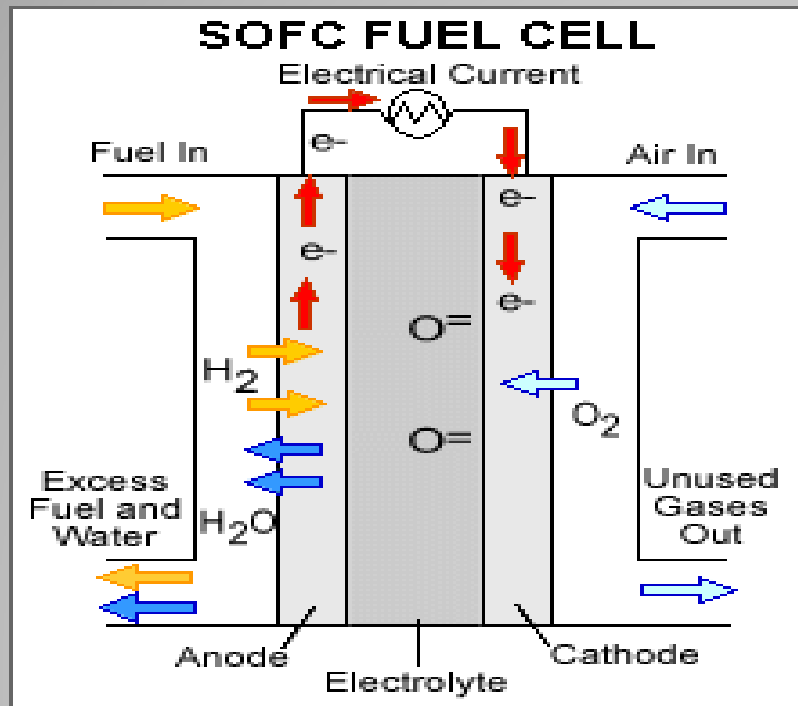 SOFC FUEL CELL
Electrical Current
e-
Fuel In
Air In
e-
e-
e-
O=
H2
O2
O=
Excess
Fuel and
Water
H2O
Unused
Gases
Out
Anode
Cathode
Electrolyte